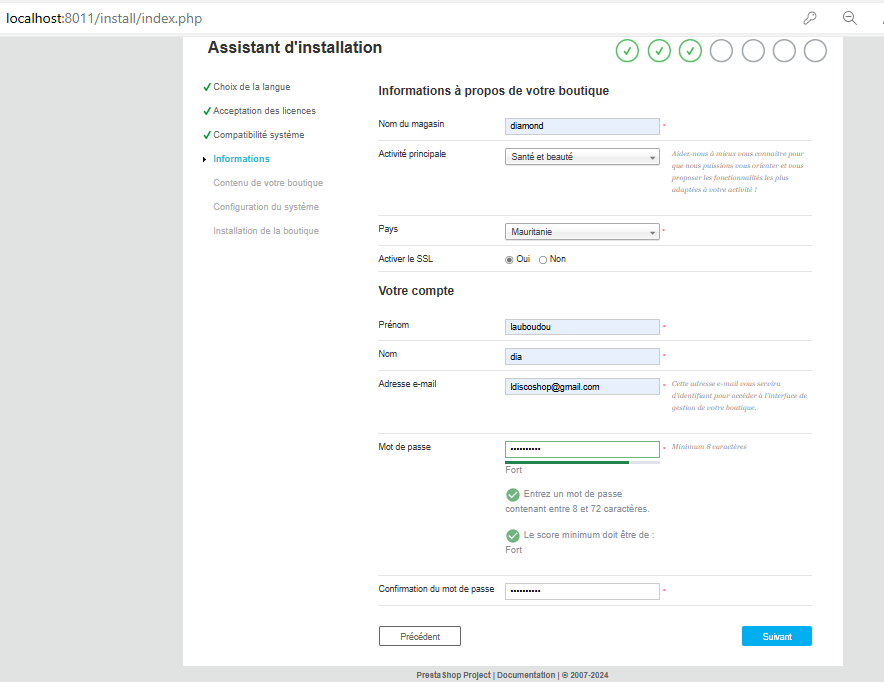 localhost:8011/install/index.php
Assistant d'installation
Choix de la langue
Acceptation des licences
Compatibilité système
Informations
Contenu de votre boutique
Configuration du système
Installation de la boutique
Informations à propos de votre boutique
Nom du magasin diamond *
Activité principale Santé et beauté
Aidez-nous à mieux vous connaître pour
que nous puissions vous orienter et vous
proposer les fonctionnalités les plus
adaptées à votre activité !
Pays Mauritanie *
Activer le SSL Oui Non
Votre compte
Prénom lauboudou *
Nom dia *
Adresse e-mail ldiscoshop@gmail.com *
Cette adresse e-mail vous servira
d'identifiant pour accéder à l'interface de
gestion de votre boutique.
Mot de passe •••••••••• * Minimum 8 caractères
Fort
Entrez un mot de passe
contenant entre 8 et 72 caractères.
Le score minimum doit être de :
Fort
Confirmation du mot de passe •••••••••• *
Précédent Suivant
PrestaShop Project | Documentation | © 2007-2024